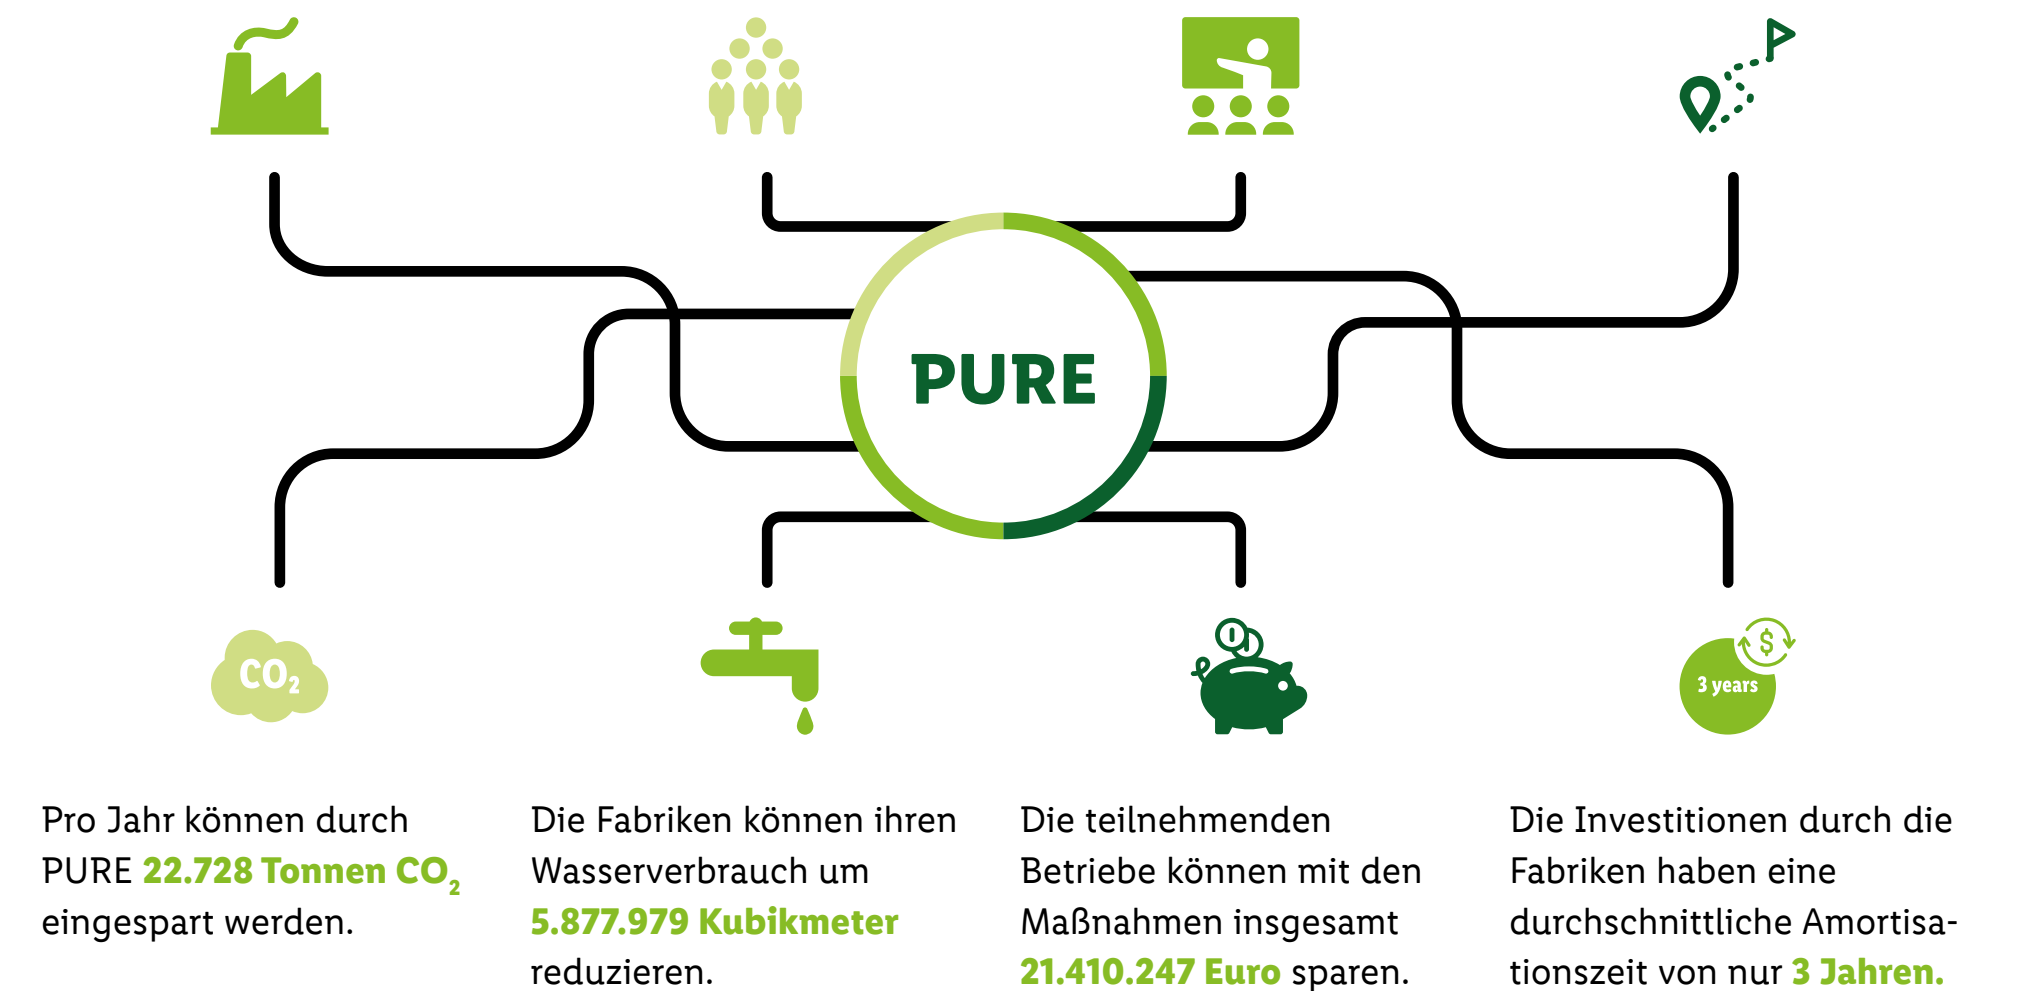 PURE
CO₂
$
3 years
Pro Jahr können durch
PURE 22.728 Tonnen CO₂
eingespart werden.
Die Fabriken können ihren
Wasserverbrauch um
5.877.979 Kubikmeter
reduzieren.
Die teilnehmenden
Betriebe können mit den
Maßnahmen insgesamt
21.410.247 Euro sparen.
Die Investitionen durch die
Fabriken haben eine
durchschnittliche Amortisa-
tionszeit von nur 3 Jahren.